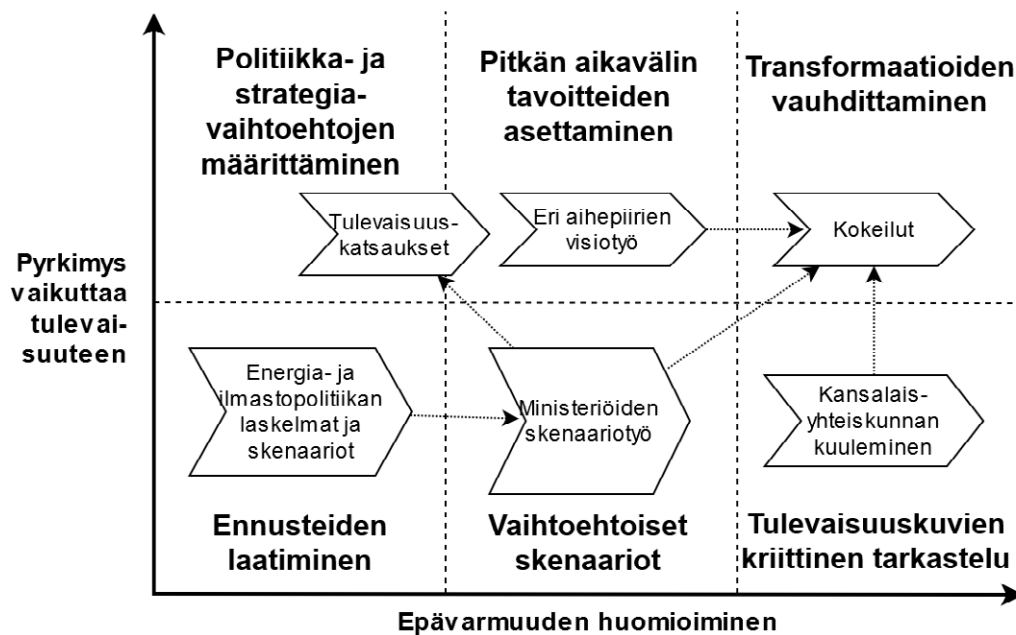 Politiikka- ja
strategia-
vaihtoehtojen
määrittäminen
Pitkän aikavälin
tavoitteiden
asettaminen
Transformaatioiden
vauhdittaminen
Tulevaisuus-
katsaukset
Eri aihepiirien
visiotyö
Kokeilut
Pyrkimys
vaikuttaa
tulevai-
suuteen
Energia- ja
ilmastopolitiikan
laskelmat ja
skenaariot
Ministeriöiden
skenaariotyö
Kansalais-
yhteiskunnan
kuuleminen
Ennusteiden
laatiminen
Vaihtoehtoiset
skenaariot
Tulevaisuuskuvien
kriittinen tarkastelu
Epävarmuuden huomioiminen